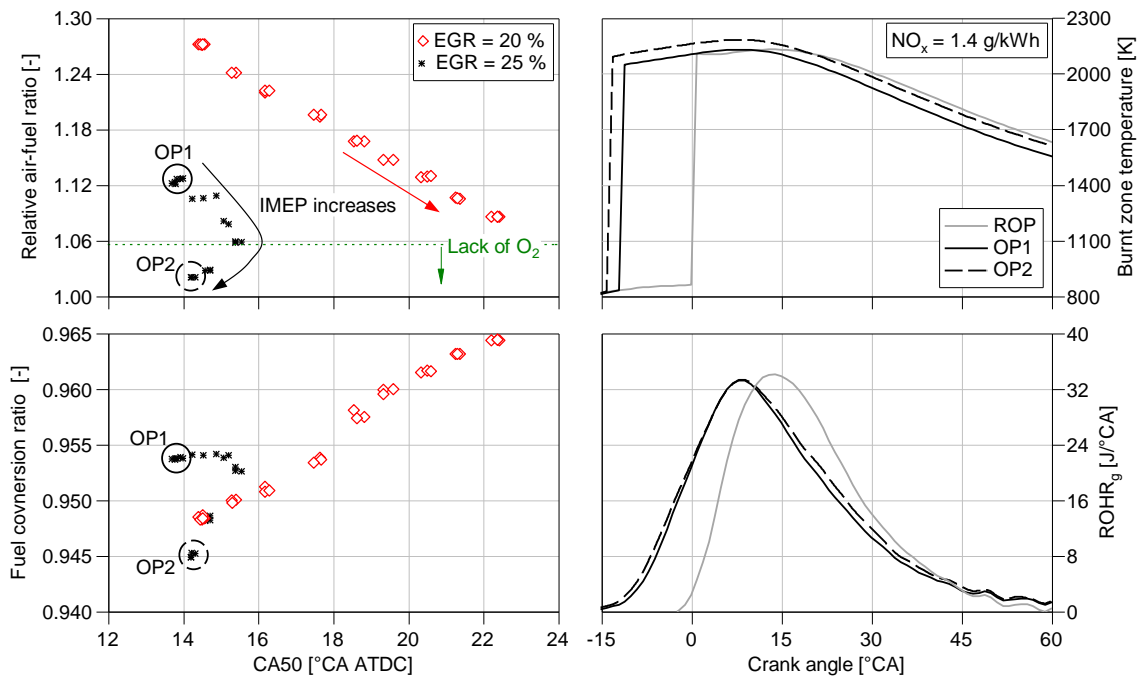 Relative air-fuel ratio [-]
1.30
1.24
1.18
1.12
1.06
1.00
EGR = 20 %
EGR = 25 %
OP1
IMEP increases
Lack of O2
OP2
NOx = 1.4 g/kWh
ROP
OP1
OP2
2300
2000
1700
1400
1100
800
Burnt zone temperature [K]
Fuel covnersion ratio [-]
0.965
0.960
0.955
0.950
0.945
0.940
OP1
OP2
12 14 16 18 20 22 24
CA50 [°CA ATDC]
40
32
24
16
8
0
ROHRg [J/°CA]
-15 0 15 30 45 60
Crank angle [°CA]